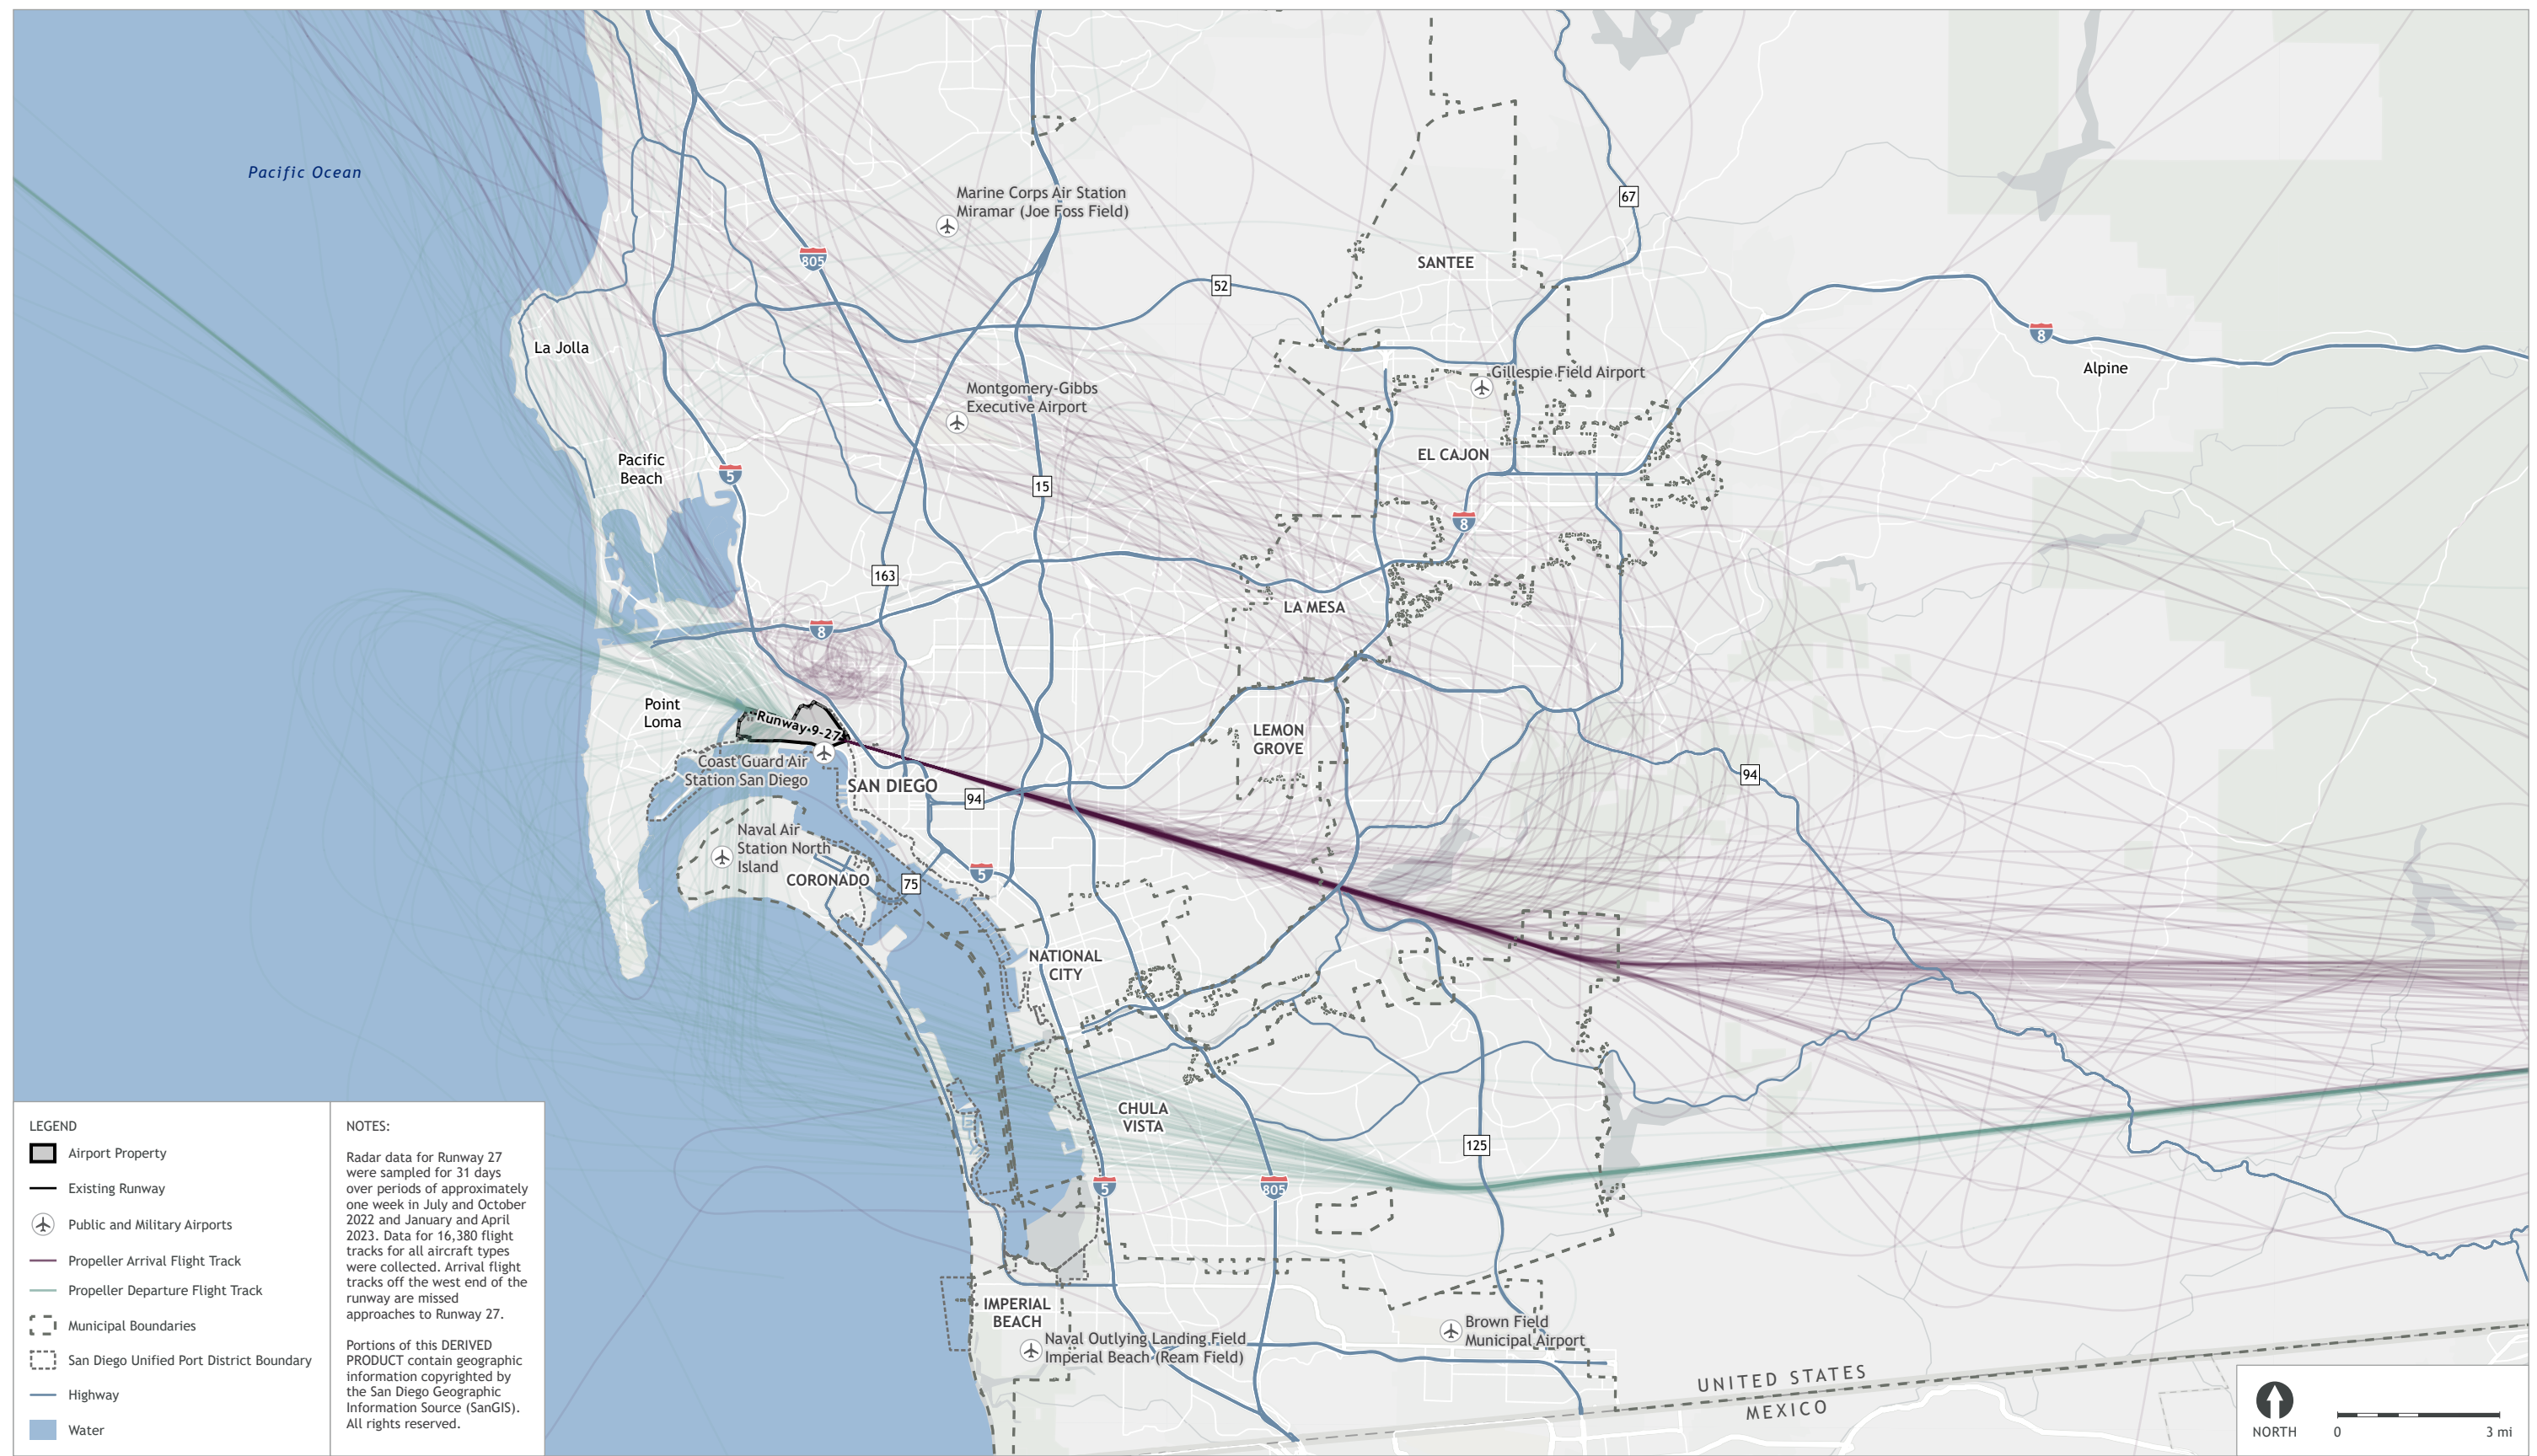 Pacific Ocean
Marine Corps Air Station
Miramar (Joe Foss Field)
67
805
SANTEE
52
8
La Jolla
Alpine
Gillespie Field Airport
Montgomery-Gibbs
Executive Airport
EL CAJON
Pacific
Beach
5
15
8
163
LA MESA
8
Point
Loma
Runway 9-27
LEMON
GROVE
Coast Guard Air
Station San Diego
SAN DIEGO
94
94
Naval Air
Station North
Island
CORONADO
75
5
NATIONAL
CITY
CHULA
VISTA
125
5
805
IMPERIAL
BEACH
Naval Outlying Landing Field
Imperial Beach (Ream Field)
Brown Field
Municipal Airport
UNITED STATES
MEXICO
LEGEND
Airport Property
Existing Runway
Public and Military Airports
Propeller Arrival Flight Track
Propeller Departure Flight Track
Municipal Boundaries
San Diego Unified Port District Boundary
Highway
Water
NOTES:
Radar data for Runway 27
were sampled for 31 days
over periods of approximately
one week in July and October
2022 and January and April
2023. Data for 16,380 flight
tracks for all aircraft types
were collected. Arrival flight
tracks off the west end of the
runway are missed
approaches to Runway 27.
Portions of this DERIVED
PRODUCT contain geographic
information copyrighted by
the San Diego Geographic
Information Source (SanGIS).
All rights reserved.
NORTH
0
3 mi